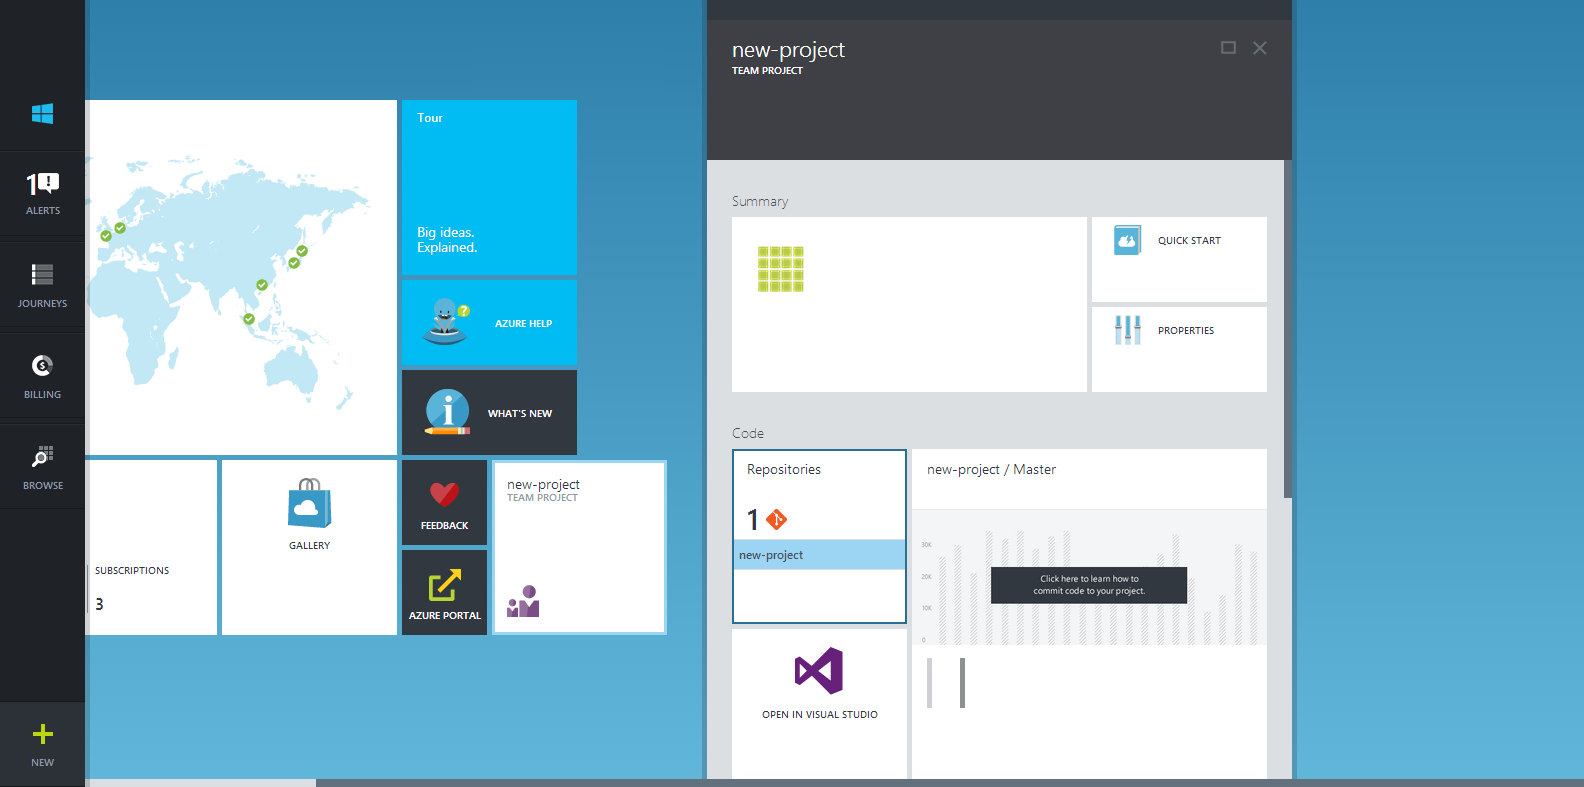 1
ALERTS
JOURNEYS
BILLING
BROWSE
NEW
Tour
Big ideas.
Explained.
AZURE HELP
WHAT'S NEW
SUBSCRIPTIONS
3
GALLERY
FEEDBACK
AZURE PORTAL
new-project
TEAM PROJECT
new-project
TEAM PROJECT
Summary
QUICK START
PROPERTIES
Code
Repositories
1
new-project
OPEN IN VISUAL STUDIO
new-project / Master
30K
20K
10K
0
Click here to learn how to
commit code to your project.